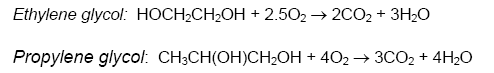 Ethylene glycol: HOCH₂CH₂OH + 2.5O₂ → 2CO₂ + 3H₂O
Propylene glycol: CH₃CH(OH)CH₂OH + 4O₂ → 3CO₂ + 4H₂O